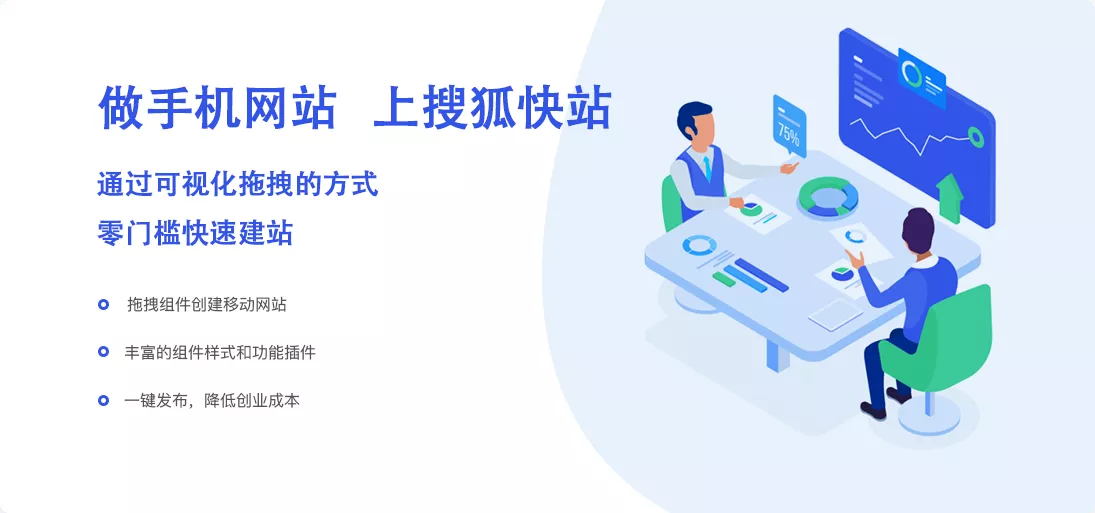 做手机网站 上搜狐快站
通过可视化拖拽的方式
零门槛快速建站
拖拽组件创建移动网站
丰富的组件样式和功能插件
一键发布，降低创业成本
75%